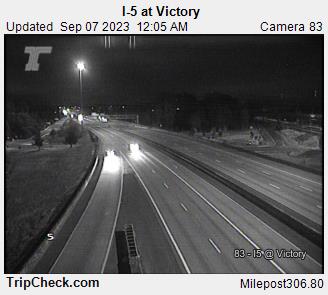 I-5 at Victory
Updated Sep 07 2023 12:05 AM Camera 83
T
S
83 - I5 @ Victory
TripCheck.com Milepost306.80